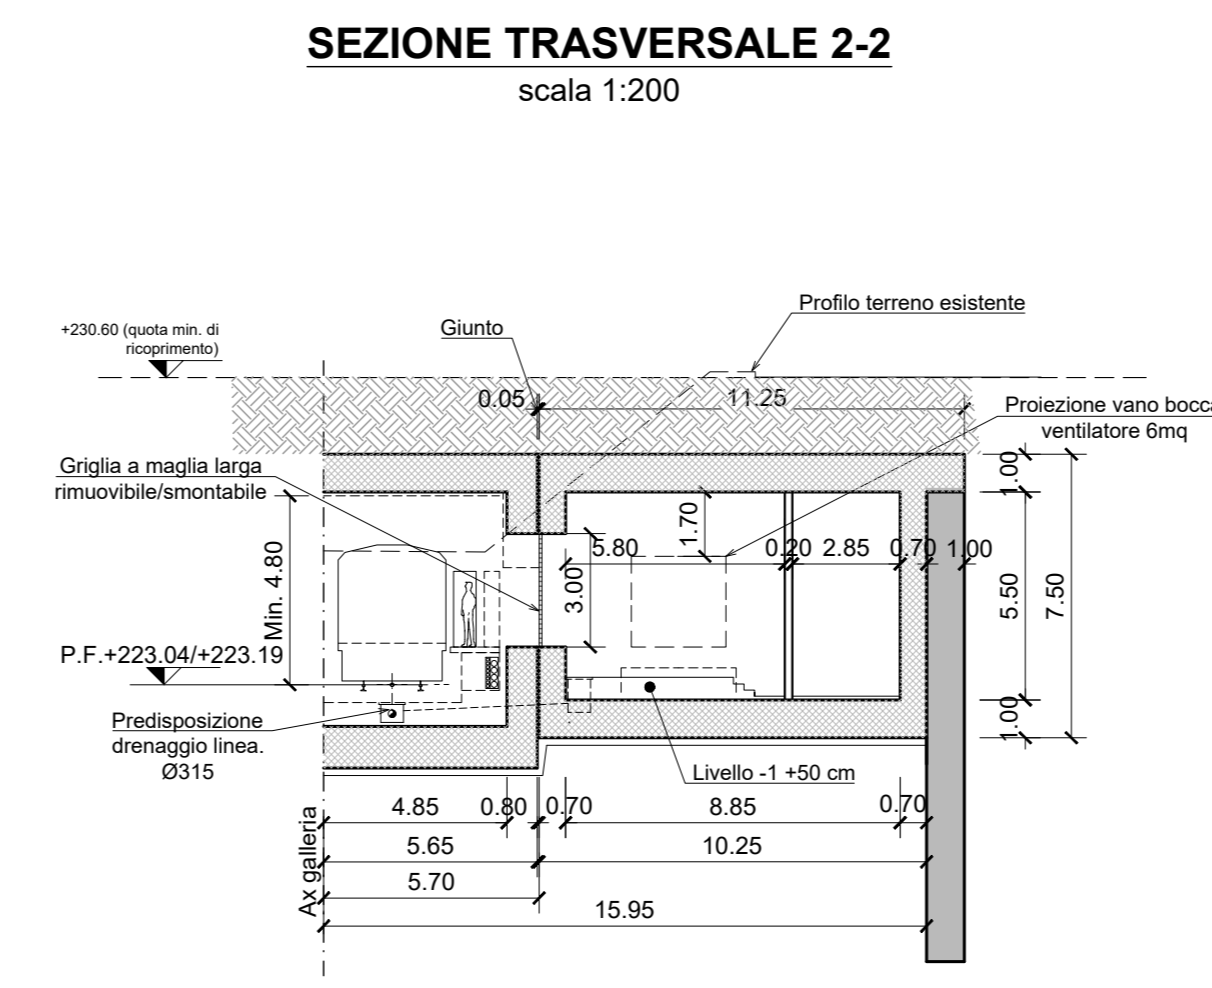 SEZIONE TRASVERSALE 2-2
scala 1:200
Profilo terreno esistente
+230.60 (quota min. di
ricoprimento)
Giunto
0.05
11.25
Proiezione vano bocca
ventilatore 6mq
Griglia a maglia larga
rimuovibile/smontabile
1.00
1.70
5.80
0.20
2.85
0.70
1.00
Min. 4.80
3.00
5.50
7.50
P.F.+223.04/+223.19
Predisposizione
drenaggio linea.
Ø315
1.00
Livello -1 +50 cm
4.85
0.80
0.70
8.85
0.70
Ax galleria
5.65
10.25
5.70
15.95